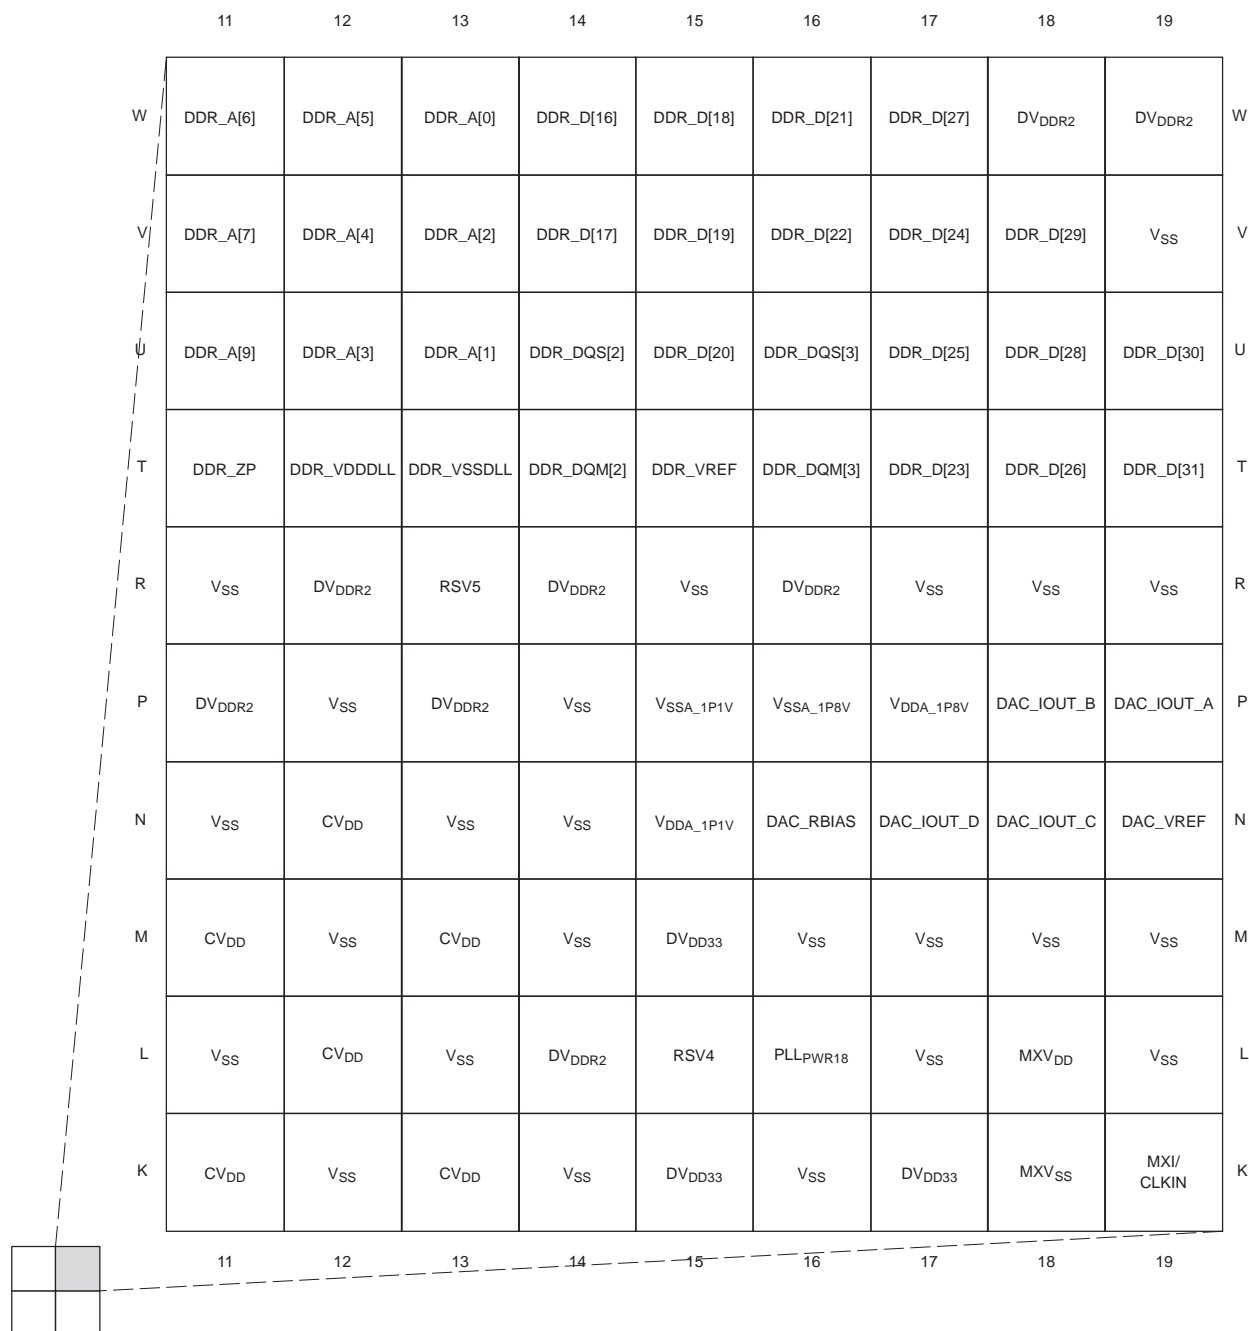 11 12 13 14 15 16 17 18 19
W DDR_A[6] DDR_A[5] DDR_A[0] DDR_D[16] DDR_D[18] DDR_D[21] DDR_D[27] DVDDR2 DVDDR2 W
V DDR_A[7] DDR_A[4] DDR_A[2] DDR_D[17] DDR_D[19] DDR_D[22] DDR_D[24] DDR_D[29] VSS V
U DDR_A[9] DDR_A[3] DDR_A[1] DDR_DQS[2] DDR_D[20] DDR_DQS[3] DDR_D[25] DDR_D[28] DDR_D[30] U
T DDR_ZP DDR_VDDDLL DDR_VSSDLL DDR_DQM[2] DDR_VREF DDR_DQM[3] DDR_D[23] DDR_D[26] DDR_D[31] T
R VSS DVDDR2 RSV5 DVDDR2 VSS DVDDR2 VSS VSS VSS R
P DVDDR2 VSS DVDDR2 VSS VSSA_1P1V VSSA_1P8V VDDA_1P8V DAC_IOUT_B DAC_IOUT_A P
N VSS CVDD VSS VSS VDDA_1P1V DAC_RBIAS DAC_IOUT_D DAC_IOUT_C DAC_VREF N
M CVDD VSS CVDD VSS DVDD33 VSS VSS VSS VSS M
L VSS CVDD VSS DVDDR2 RSV4 PLLPWR18 VSS MXVDD VSS L
K CVDD VSS CVDD VSS DVDD33 VSS DVDD33 MXVSS MXI/ K
CLKIN
11 12 13 14 15 16 17 18 19